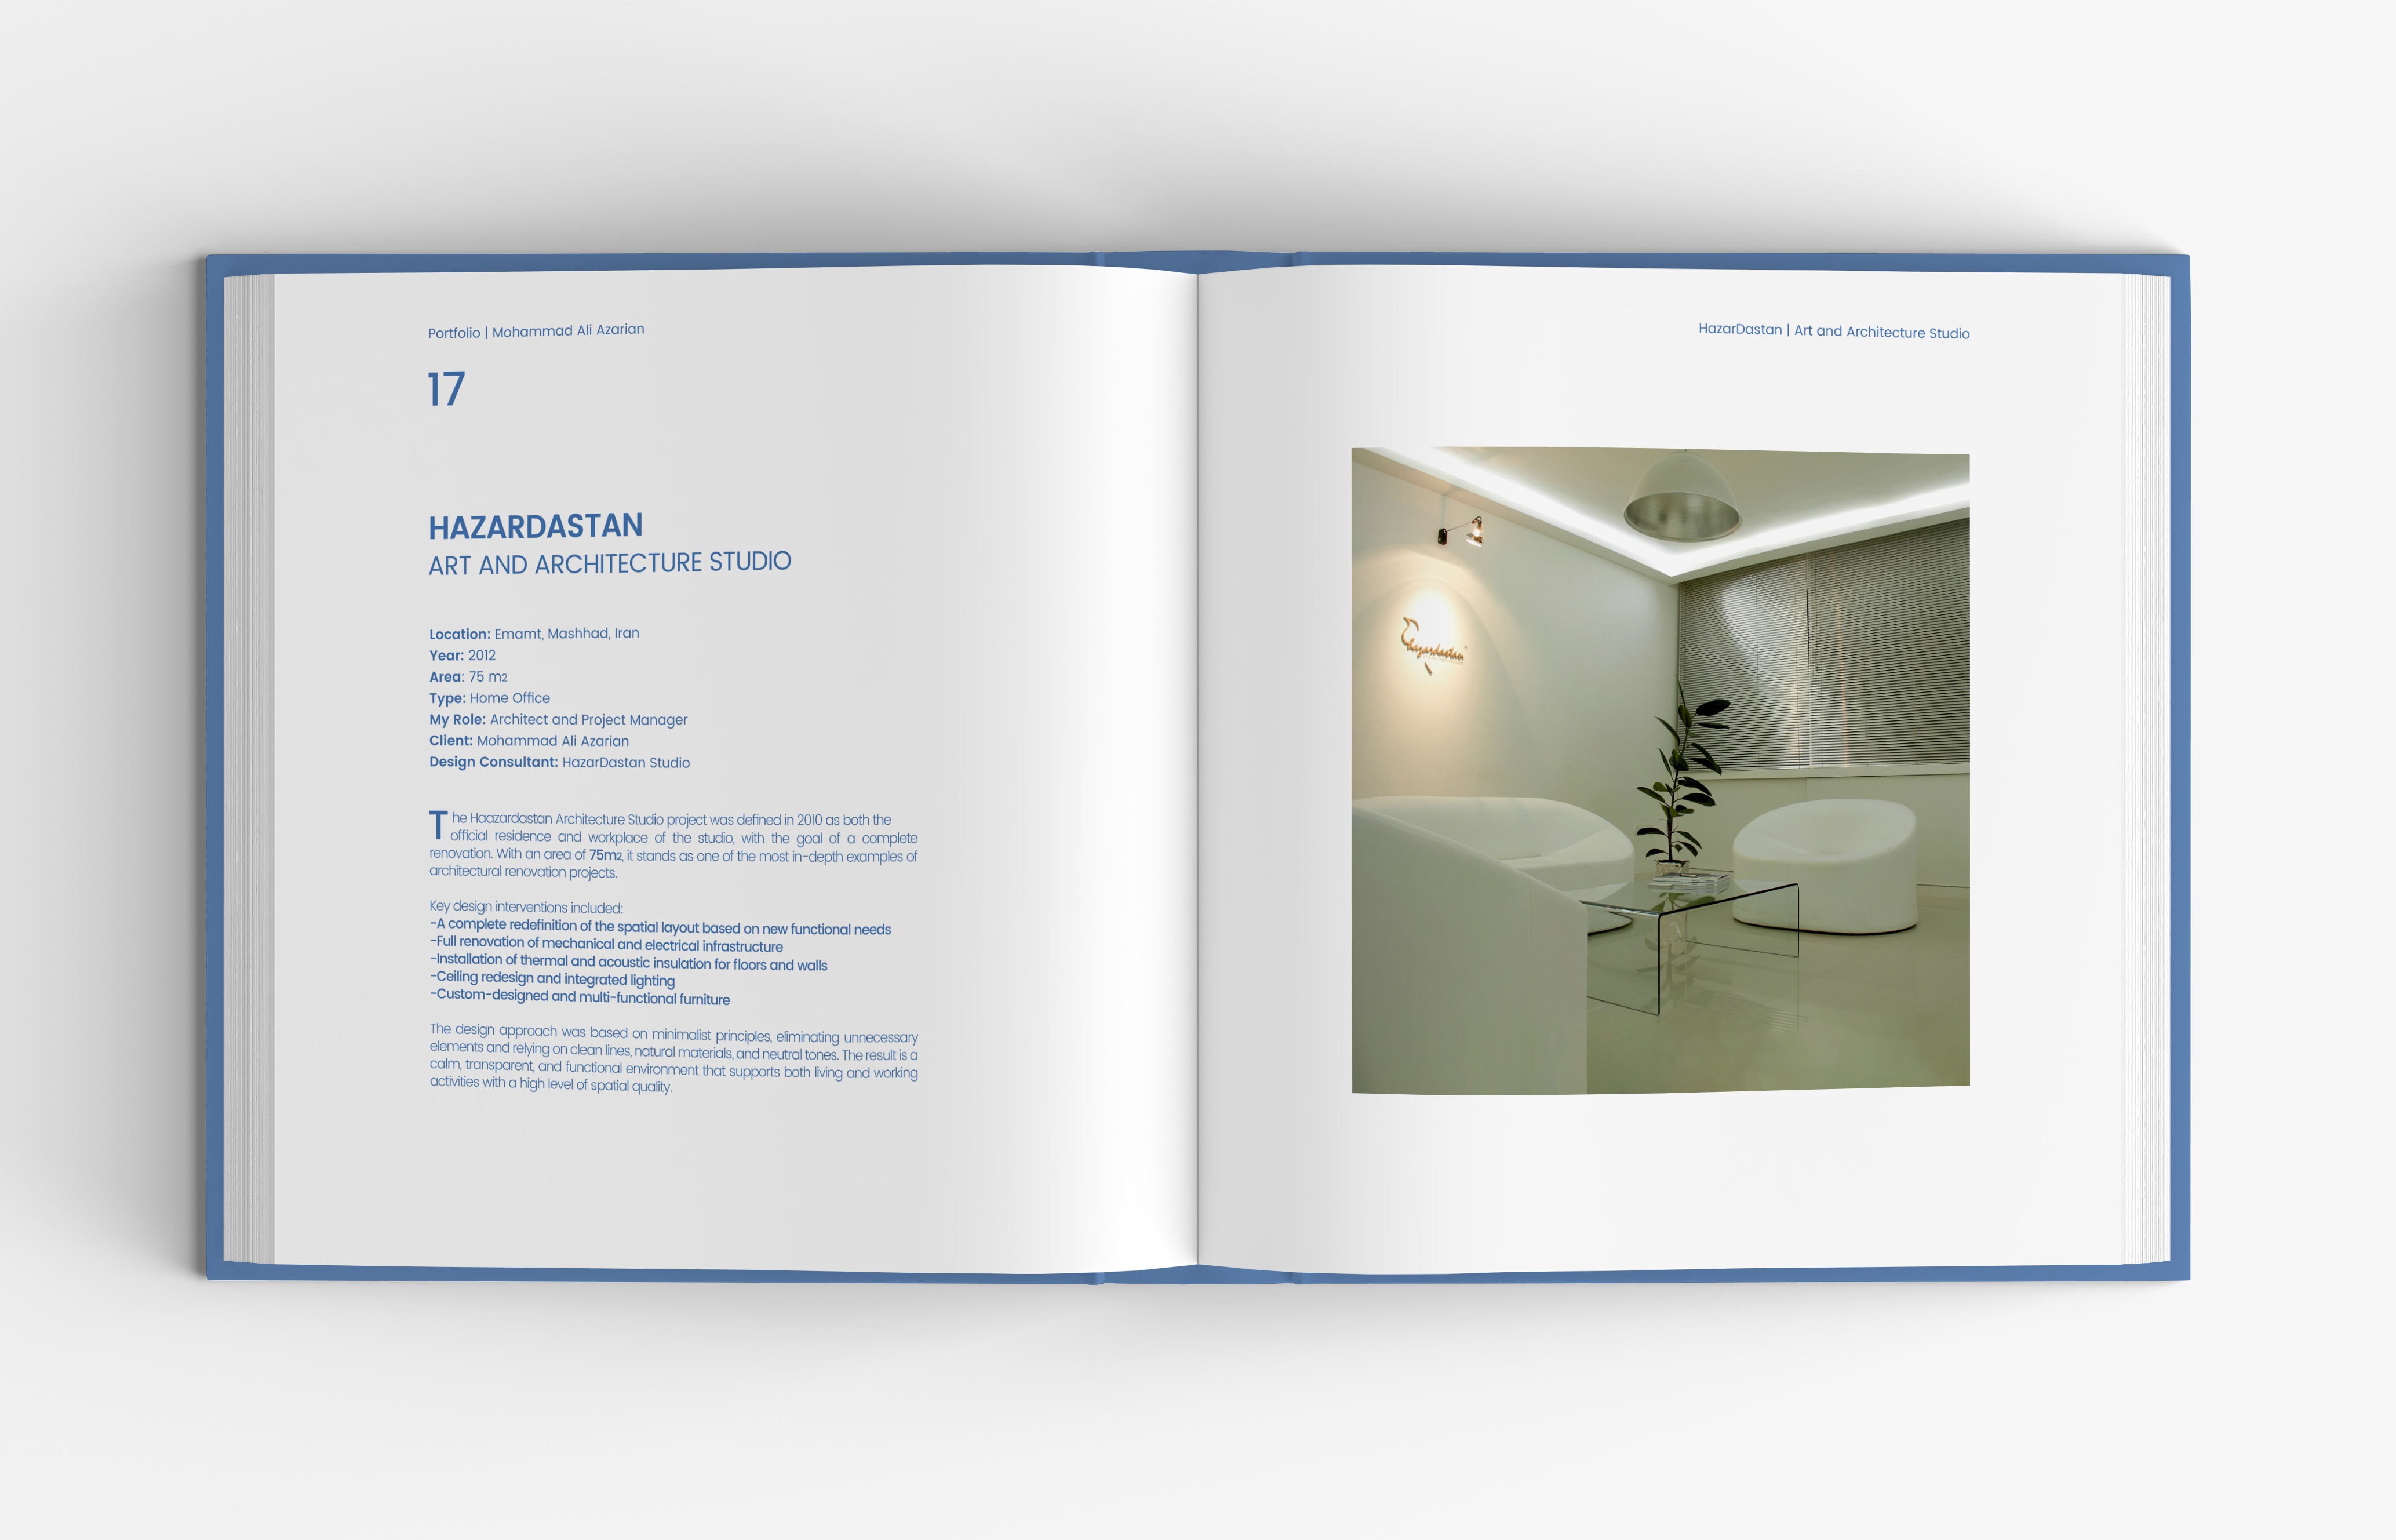 Portfolio | Mohammad Ali Azarian
17
HAZARDASTAN
ART AND ARCHITECTURE STUDIO
Location: Emamt, Mashhad, Iran
Year: 2012
Area: 75 m2
Type: Home Office
My Role: Architect and Project Manager
Client: Mohammad Ali Azarian
Design Consultant: HazarDastan Studio
The Haazardastan Architecture Studio project was defined in 2010 as both the
official residence and workplace of the studio, with the goal of a complete
renovation. With an area of 75m2, it stands as one of the most in-depth examples of
architectural renovation projects.
Key design interventions included:
-A complete redefinition of the spatial layout based on new functional needs
-Full renovation of mechanical and electrical infrastructure
-Installation of thermal and acoustic insulation for floors and walls
-Ceiling redesign and integrated lighting
-Custom-designed and multi-functional furniture
The design approach was based on minimalist principles, eliminating unnecessary
elements and relying on clean lines, natural materials, and neutral tones. The result is a
calm, transparent, and functional environment that supports both living and working
activities with a high level of spatial quality.
HazarDastan | Art and Architecture Studio
Hazardastan